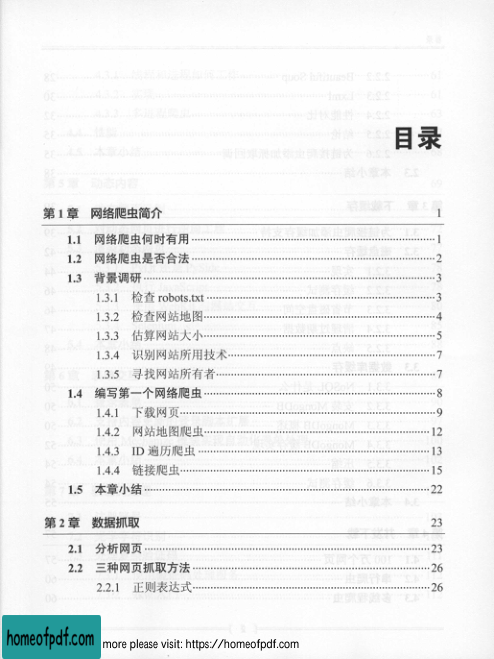 目录
第 1 章 网络爬虫简介 1
1.1 网络爬虫何时有用 1
1.2 网络爬虫是否合法 2
1.3 背景调研 3
1.3.1 检查 robots.txt 3
1.3.2 检查网站地图 4
1.3.3 估算网站大小 5
1.3.4 识别网站所用技术 7
1.3.5 寻找网站所有者 7
1.4 编写第一个网络爬虫 8
1.4.1 下载网页 9
1.4.2 网站地图爬虫 12
1.4.3 ID 遍历爬虫 13
1.4.4 链接爬虫 15
1.5 本章小结 22
第 2 章 数据抓取 23
2.1 分析网页 23
2.2 三种网页抓取方法 26
2.2.1 正则表达式 26
homeofpdf.com more please visit: https://homeofpdf.com